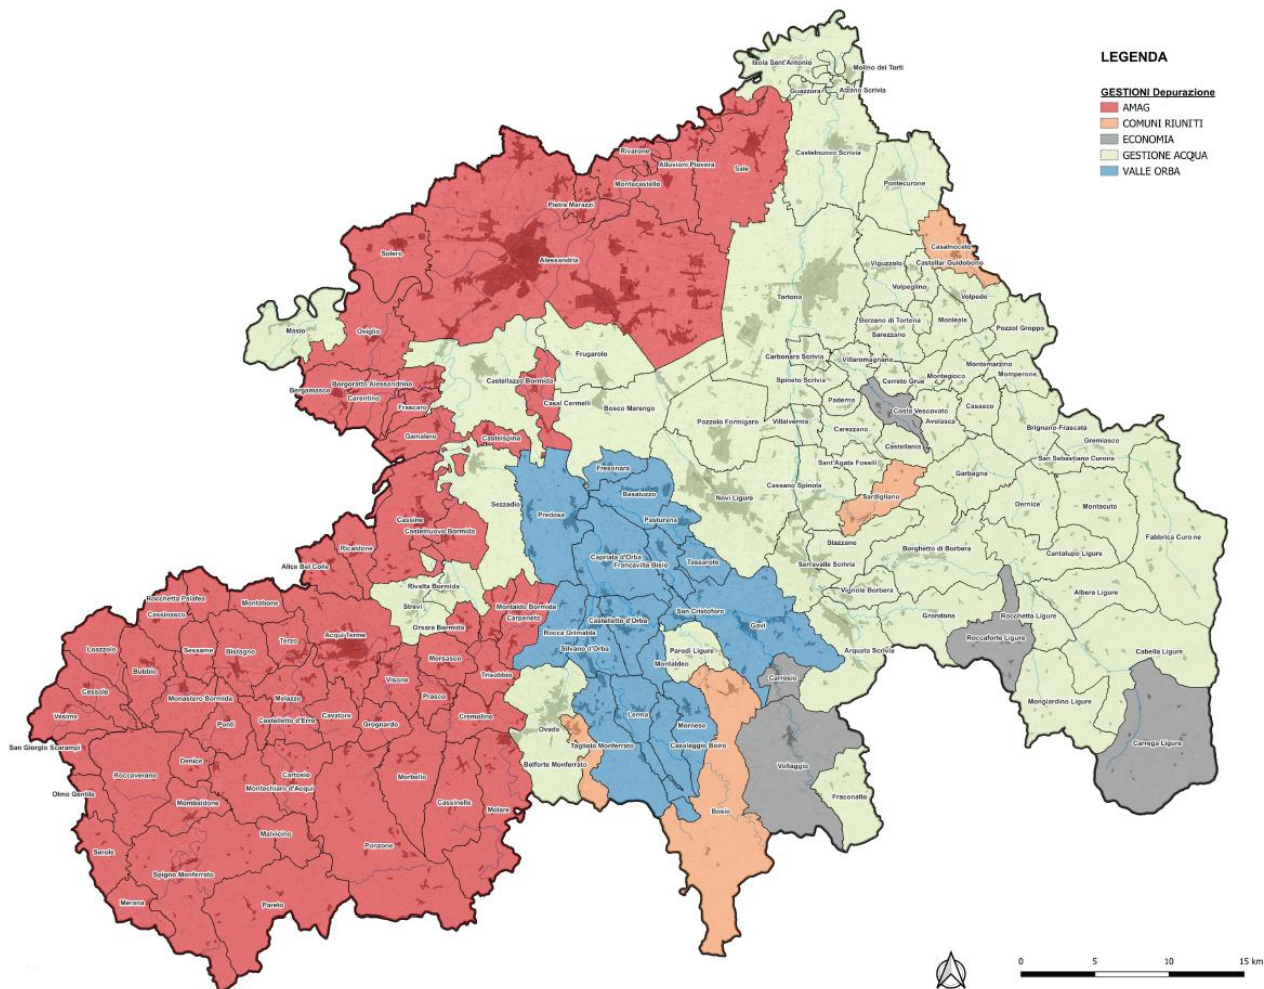 LEGENDA
GESTIONI Depurazione
AMAG
COMUNI RIUNITI
ECONOMIA
GESTIONE ACQUA
VALLE ORBA
Isola Sant'Antonio
Molino dei Torti
Guazzora
Alzano Scrivia
Castelnuovo Scrivia
Rivarone
Alluvioni Piovera
Sale
Montecastello
Pontecurone
Pietra Marazzi
Solero
Casalnoceto
Alessandria
Castellar Guidobono
Viguzzolo
Volpeglino
Tortona
Volpedo
Masio
Oviglio
Berzano di Tortona
Monleale
Sarezzano
Pozzol Groppo
Frugarolo
Carbonara Scrivia
Villaromagnano
Montemarzino
Castellazzo Bormida
Spineto Scrivia
Cerreto Grue
Montegioco
Momperone
Borgoratto Alessandrino
Bergamasco
Carentino
Casal Cermelli
Paderna
Frascaro
Bosco Marengo
Costa Vescovato
Casasco
Pozzolo Formigaro
Villalvernia
Carezzano
Avolasca
Brignano-Frascata
Gamalero
Castelspina
Castellania
Gremiasco
San Sebastiano Curone
Sant'Agata Fossili
Fresonara
Garbagna
Cassano Spinola
Basaluzzo
Novi Ligure
Sardigliano
Sezzadio
Predosa
Dernice
Montacuto
Cassine
Pasturana
Castelnuovo Bormida
Fabbrica Curone
Stazzano
Ricaldone
Borghetto di Borbera
Cantalupo Ligure
Capriata d'Orba
Tassarolo
Francavilla Bisio
Serravalle Scrivia
Alice Bel Colle
Rivalta Bormida
Vignole Borbera
Albera Ligure
Rocchetta Palafea
Montabone
Strevi
Montaldo Bormida
San Cristoforo
Grondona
Rocchetta Ligure
Cassinasco
Carpeneto
Castelletto d'Orba
Gavi
Orsara Bormida
Rocca Grimalda
Acqui Terme
Terzo
Roccaforte Ligure
Loazzolo
Sessame
Bistagno
Silvano d'Orba
Parodi Ligure
Arquata Scrivia
Cabella Ligure
Morsasco
Montaldeo
Bubbio
Trisobbio
Carrosio
Visone
Cessole
Monastero Bormida
Melazzo
Prasco
Mongiardino Ligure
Vesime
Castelletto d'Erro
Cavatore
Cremolino
Lerma
Ponti
Grognardo
Mornese
Ovada
Carrega Ligure
San Giorgio Scarampi
Tagliolo Monferrato
Casaleggio Boiro
Denice
Belforte Monferrato
Voltaggio
Roccaverano
Cartosio
Morbello
Olmo Gentile
Montechiaro d'Acqui
Fraconalto
Mombaldone
Cassinelle
Molare
Bosio
Malvicino
Ponzone
Serole
Spigno Monferrato
Merana
Pareto
0 5 10 15 km